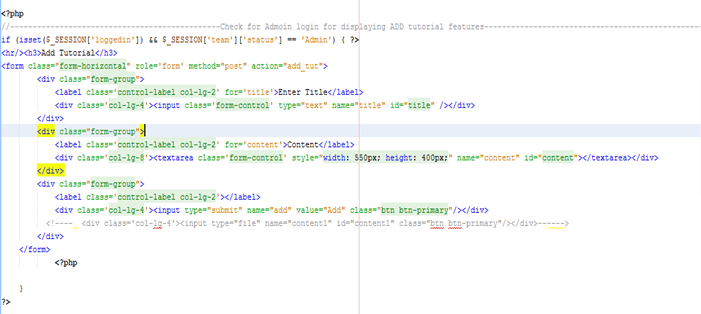 <?php
//------------------------------------------------Check for Admoin login for displaying ADD tutorial features------------------------------------------------
if (isset($_SESSION['loggedin']) && $_SESSION['team']['status'] == 'Admin') { ?>
<hr/><h3>Add Tutorial</h3>
<form class="form-horizontal" role='form' method="post" action="add_tut">
<div class="form-group">
<label class='control-label col-lg-2' for='title'>Enter Title</label>
<div class='col-lg-4'><input class='form-control' type="text" name="title" id="title" /></div>
</div>
<div class="form-group">
<label class='control-label col-lg-2' for='content'>Content</label>
<div class='col-lg-8'><textarea class='form-control' style="width: 550px; height: 400px;" name="content" id="content"></textarea></div>
</div>
<div class="form-group">
<label class='control-label col-lg-2'></label>
<div class='col-lg-4'><input type="submit" name="add" value="Add" class="btn btn-primary"/></div>
<!---- <div class='col-lg-4'><input type="file" name="content1" id="content1" class="btn btn-primary"/></div>------>
</div>
</form>
<?php
}
?>